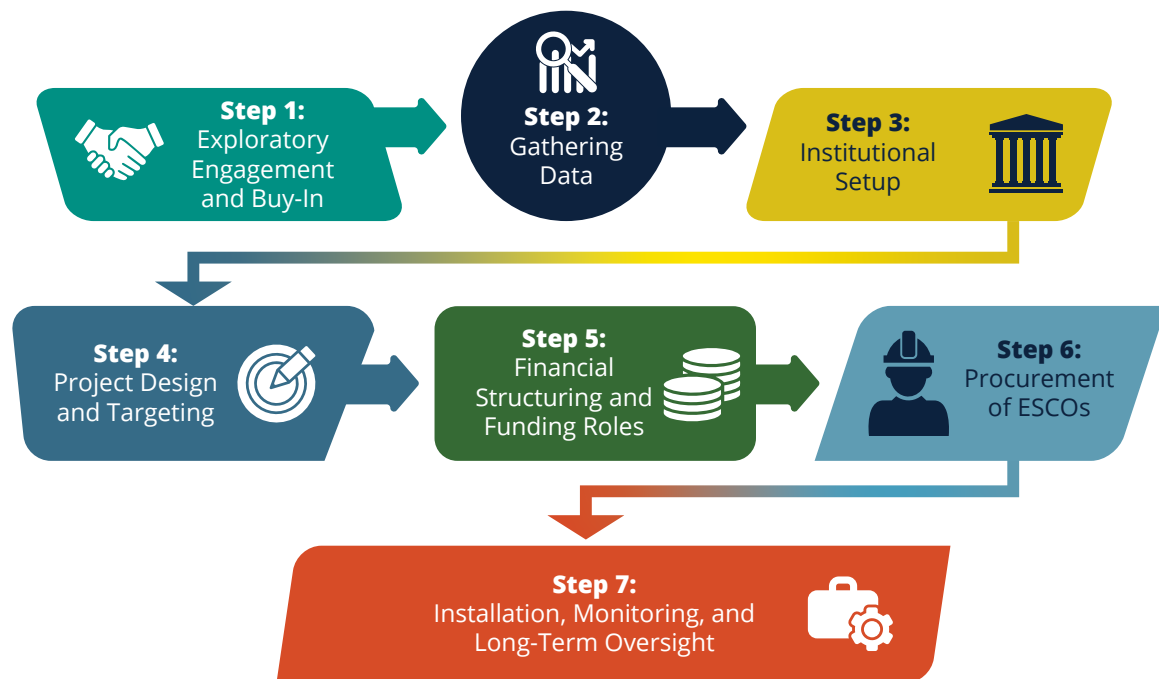 Step 1:
Exploratory
Engagement
and Buy-In
Step 2:
Gathering
Data
Step 3:
Institutional
Setup
Step 4:
Project Design
and Targeting
Step 5:
Financial
Structuring and
Funding Roles
Step 6:
Procurement
of ESCOs
Step 7:
Installation, Monitoring, and
Long-Term Oversight